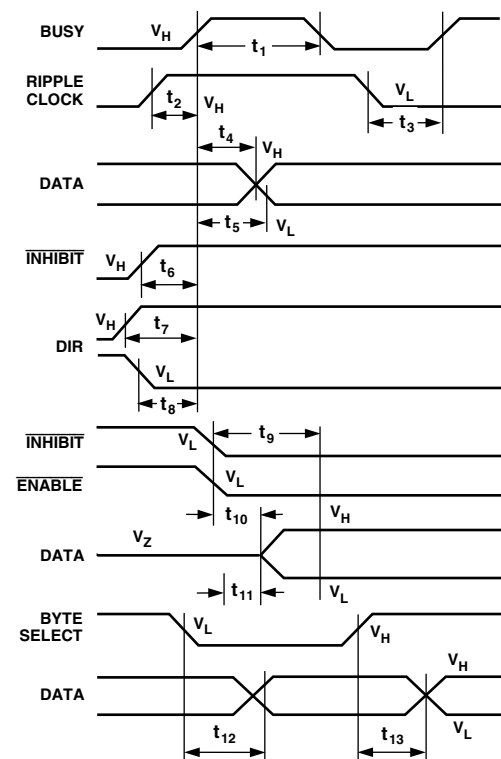 BUSY
V_H
t_1
RIPPLE
CLOCK
t_2
V_H
V_L
t_3
t_4
V_H
DATA
t_5
V_L
INHIBIT
V_H
t_6
V_H
t_7
DIR
V_L
t_8
INHIBIT
V_L
t_9
ENABLE
V_L
t_10
V_H
DATA
V_Z
t_11
V_L
BYTE
SELECT
V_L
V_H
DATA
V_H
V_L
t_12
t_13